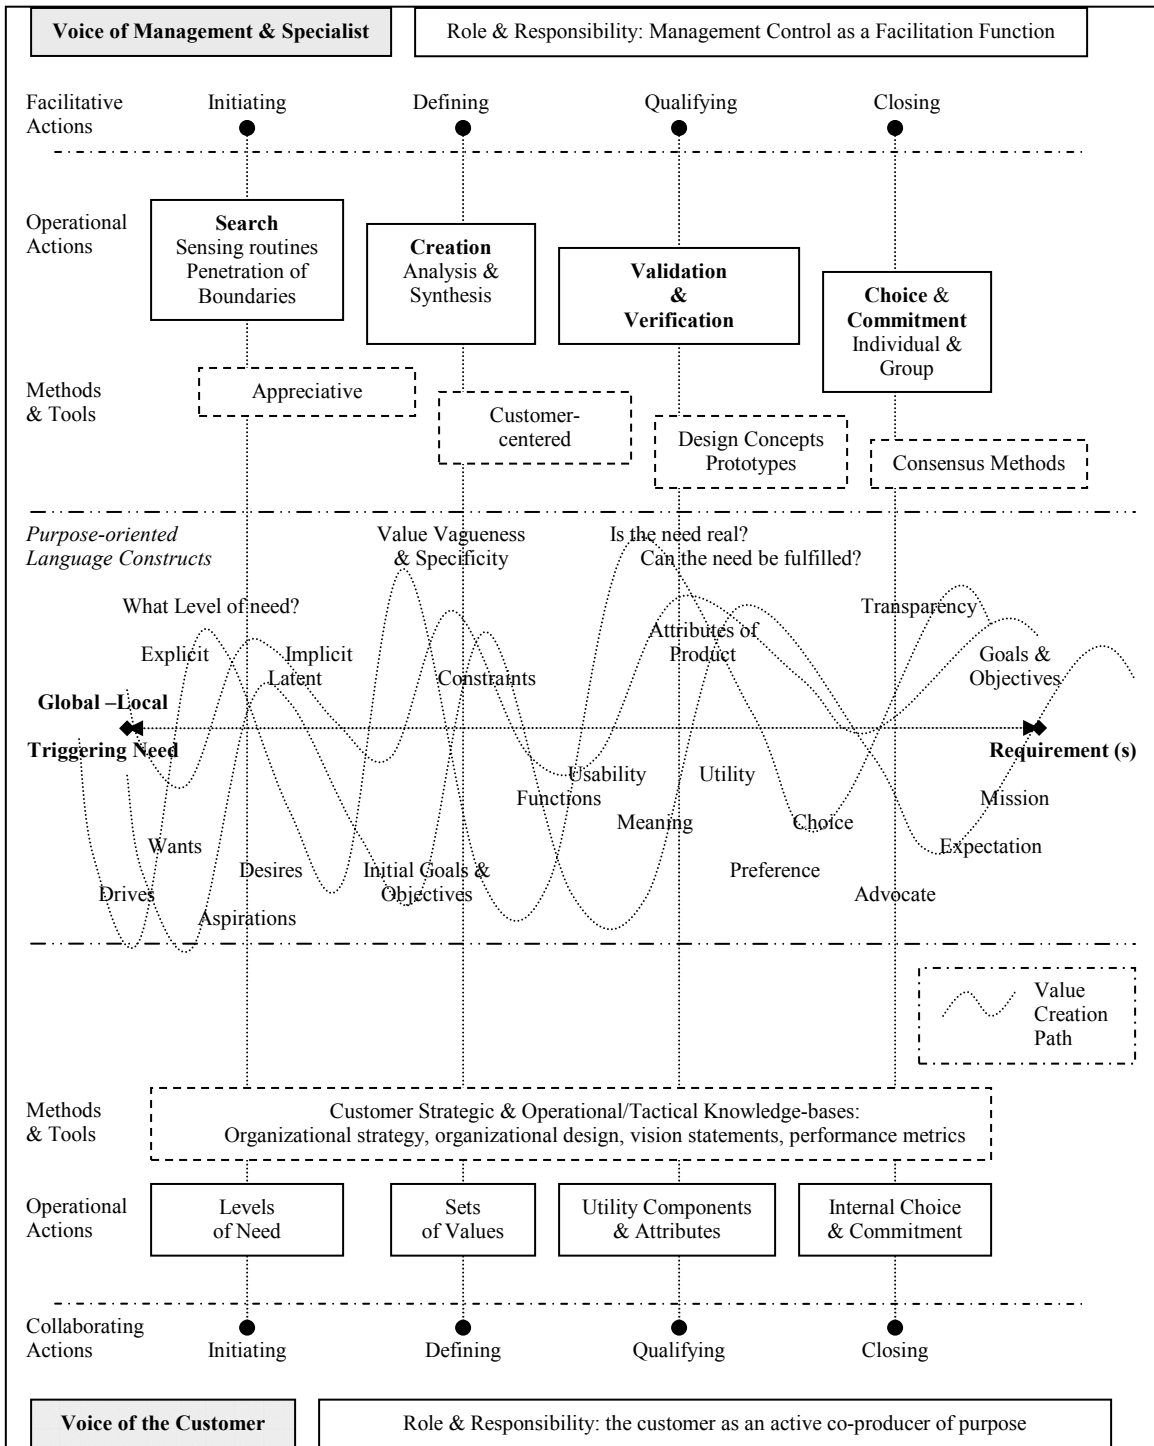 Voice of Management & Specialist
Role & Responsibility: Management Control as a Facilitation Function
Facilitative
Actions
Initiating
Defining
Qualifying
Closing
Operational
Actions
Search
Sensing routines
Penetration of
Boundaries
Creation
Analysis &
Synthesis
Validation
&
Verification
Choice &
Commitment
Individual &
Group
Methods
& Tools
Appreciative
Customer-
centered
Design Concepts
Prototypes
Consensus Methods
Purpose-oriented
Language Constructs
Value Vagueness
& Specificity
Is the need real?
Can the need be fulfilled?
What Level of need?
Transparency
Explicit
Implicit
Latent
Constraints
Attributes of
Product
Goals &
Objectives
Global –Local
Triggering Need
Requirement (s)
Usability
Utility
Functions
Mission
Meaning
Choice
Wants
Expectation
Desires
Initial Goals &
Objectives
Preference
Drives
Advocate
Aspirations
Value
Creation
Path
Methods
& Tools
Customer Strategic & Operational/Tactical Knowledge-bases:
Organizational strategy, organizational design, vision statements, performance metrics
Operational
Actions
Levels
of Need
Sets
of Values
Utility Components
& Attributes
Internal Choice
& Commitment
Collaborating
Actions
Initiating
Defining
Qualifying
Closing
Voice of the Customer
Role & Responsibility: the customer as an active co-producer of purpose